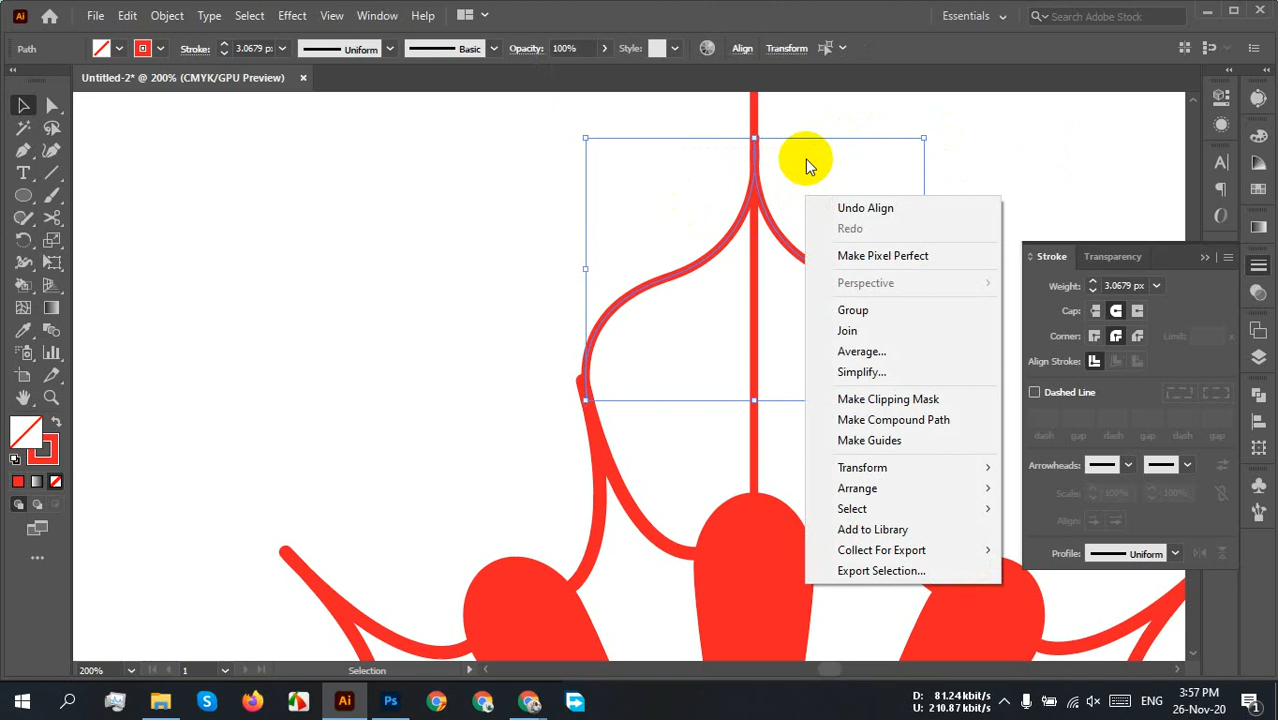 Ai File Edit Object Type Select Effect View Window Help Essentials Search Adobe Stock
Path Stroke: 3.0679 px Uniform Basic Opacity: 100% Style: Align Transform
Untitled-2* @ 200% (CMYK/GPU Preview) ×
Undo Align
Redo
Make Pixel Perfect
Perspective
Group
Join
Average...
Simplify...
Make Clipping Mask
Make Compound Path
Make Guides
Transform
Arrange
Select
Add to Library
Collect For Export
Export Selection...
Stroke Transparency
Weight: 3.0679 px
Cap:
Corner: Limit: x
Align Stroke:
Dashed Line
dash gap dash gap dash gap
Arrowheads:
Scale: 100% 100%
Align:
Profile: Uniform
200% 1 Selection
Ai Ps D: 81.24 kbit/s U: 210.87 kbit/s ENG 3:57 PM 26-Nov-20 1